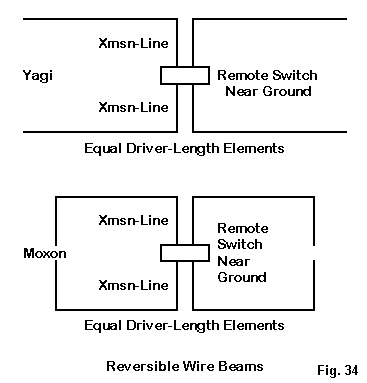 Xmsn-Line
Yagi
Remote Switch
Near Ground
Xmsn-Line
Equal Driver-Length Elements
Xmsn-Line
Remote
Switch
Near
Ground
Moxon
Xmsn-Line
Equal Driver-Length Elements
Reversible Wire Beams
Fig. 34